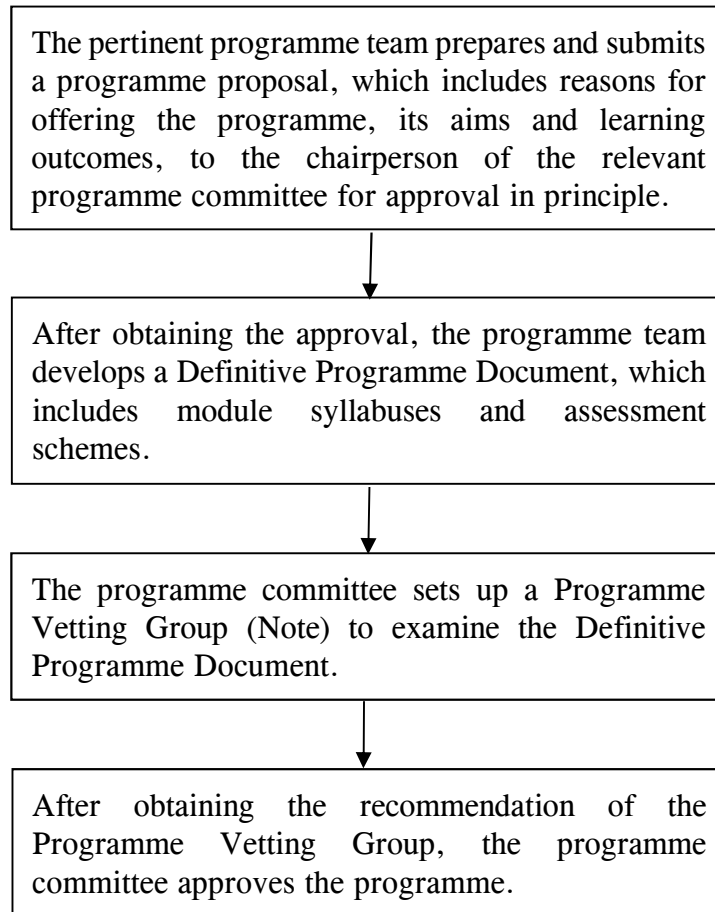 The pertinent programme team prepares and submits
a programme proposal, which includes reasons for
offering the programme, its aims and learning
outcomes, to the chairperson of the relevant
programme committee for approval in principle.
After obtaining the approval, the programme team
develops a Definitive Programme Document, which
includes module syllabuses and assessment
schemes.
The programme committee sets up a Programme
Vetting Group (Note) to examine the Definitive
Programme Document.
After obtaining the recommendation of the
Programme Vetting Group, the programme
committee approves the programme.